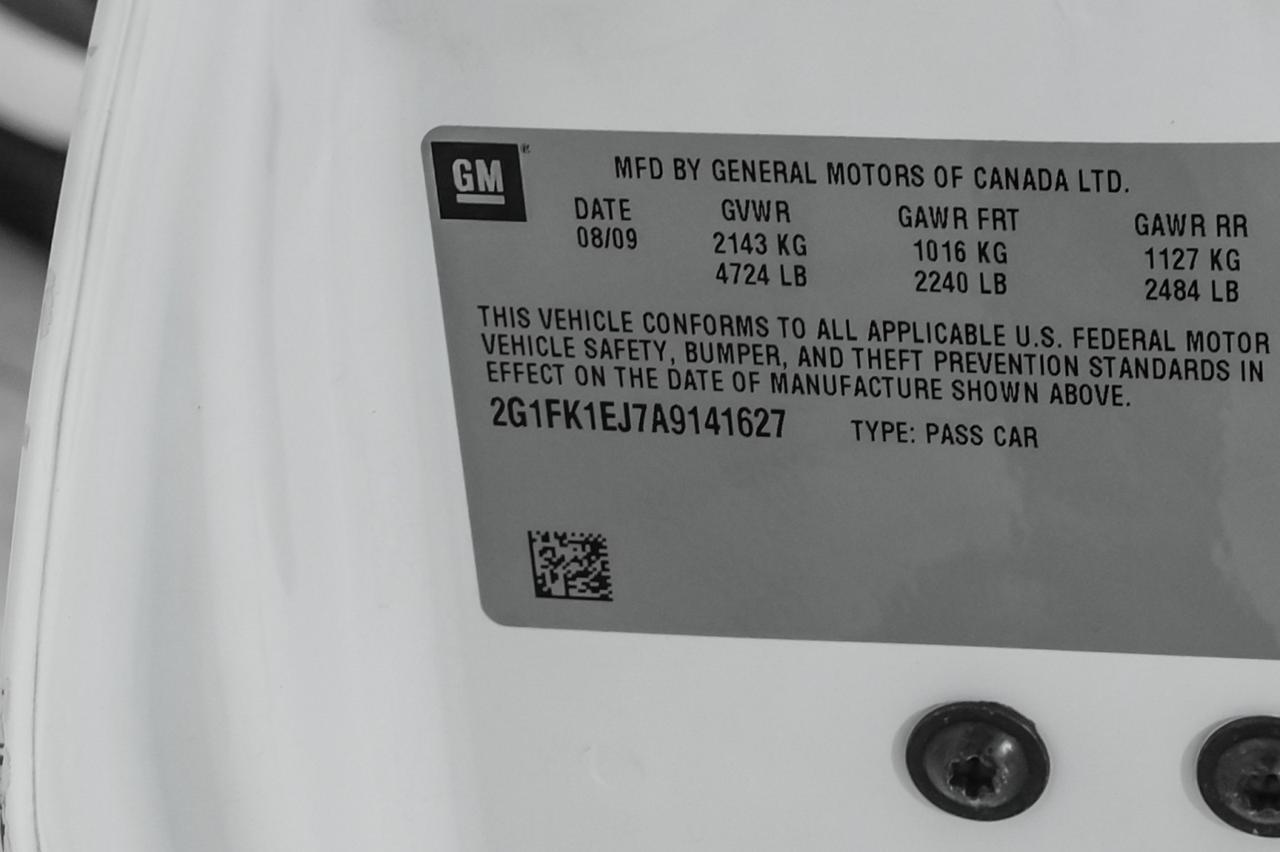 GM®
MFD BY GENERAL MOTORS OF CANADA LTD.
DATE GVWR GAWR FRT GAWR RR
08/09 2143 KG 1016 KG 1127 KG
4724 LB 2240 LB 2484 LB
THIS VEHICLE CONFORMS TO ALL APPLICABLE U.S. FEDERAL MOTOR
VEHICLE SAFETY, BUMPER, AND THEFT PREVENTION STANDARDS IN
EFFECT ON THE DATE OF MANUFACTURE SHOWN ABOVE.
2G1FK1EJ7A9141627 TYPE: PASS CAR